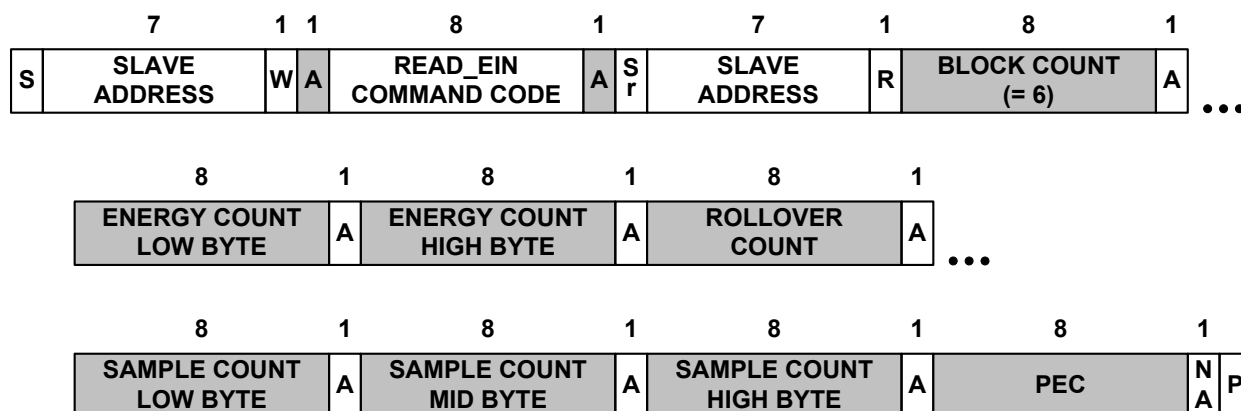 7 1 1 8 1 7 1 8 1
S SLAVE ADDRESS W A READ_EIN COMMAND CODE A Sr SLAVE ADDRESS R BLOCK COUNT (= 6) A ...
8 1 8 1 8 1
ENERGY COUNT LOW BYTE A ENERGY COUNT HIGH BYTE A ROLLOVER COUNT A ...
8 1 8 1 8 1 8 1
SAMPLE COUNT LOW BYTE A SAMPLE COUNT MID BYTE A SAMPLE COUNT HIGH BYTE A PEC NA P